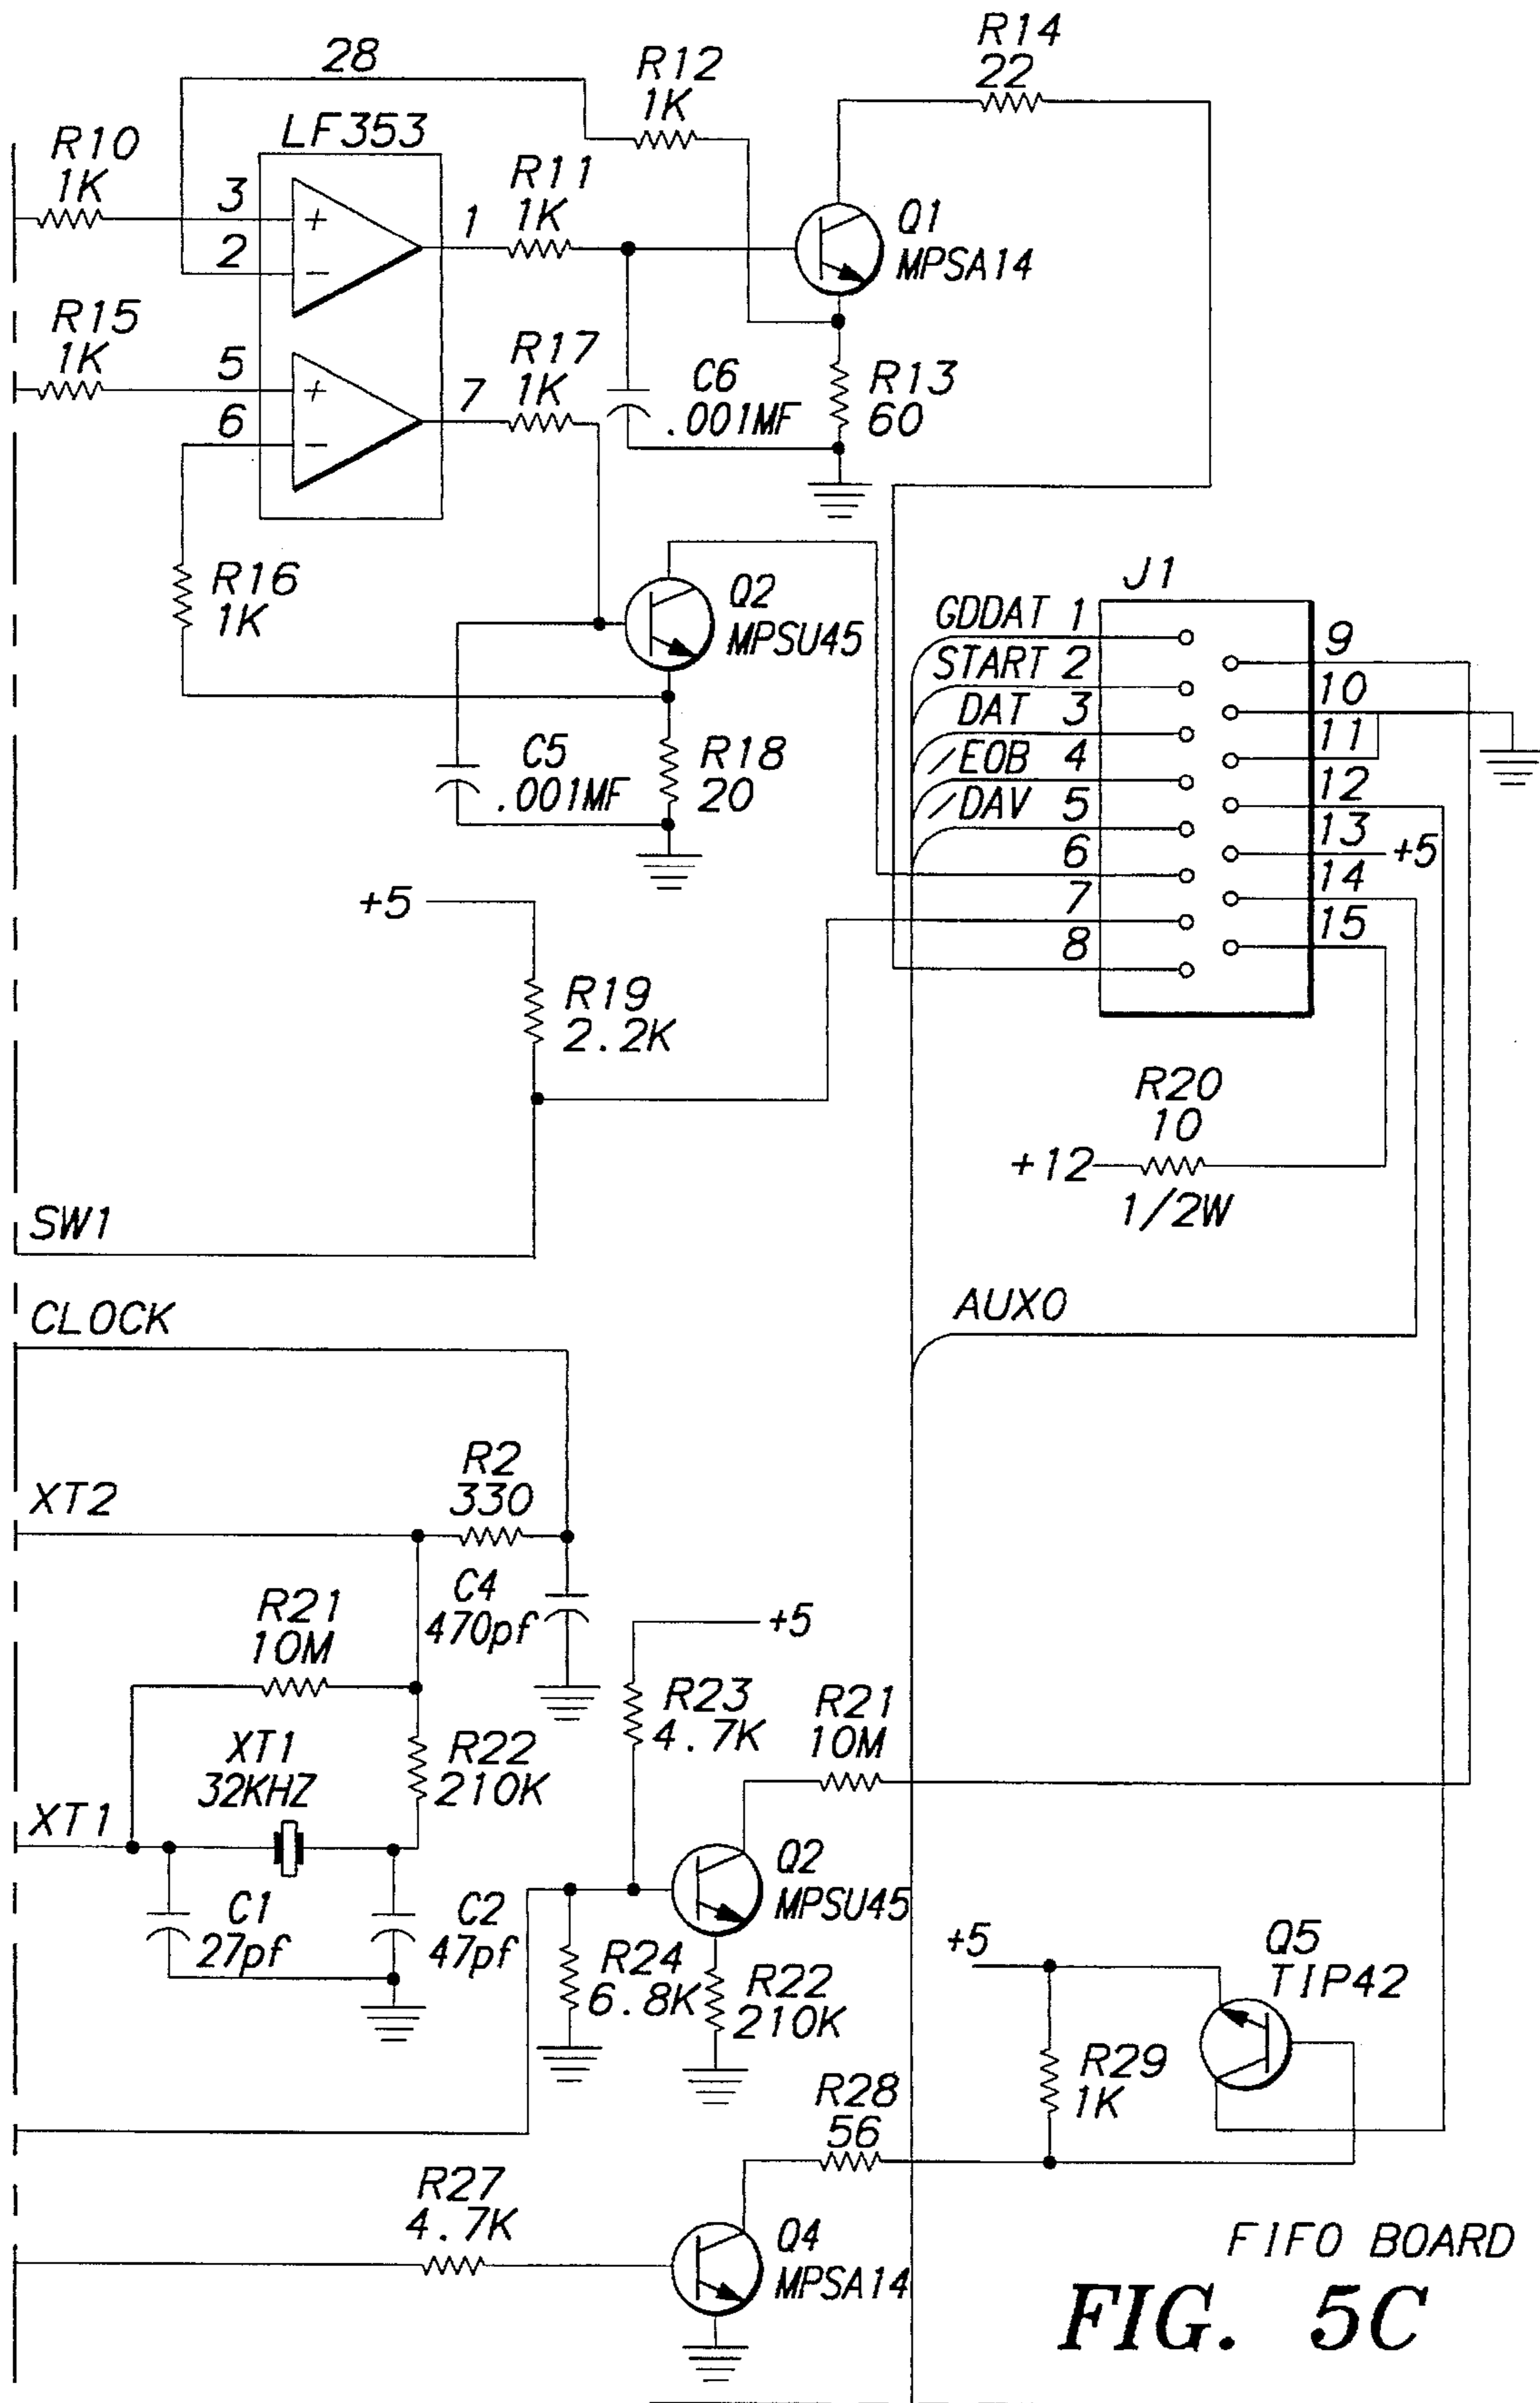 28
R12
1K
R14
22
R10
1K
LF353
3
2
+
−
1
R11
1K
Q1
MPSA14
R15
1K
5
6
+
−
7
R17
1K
C6
.001MF
R13
60
R16
1K
Q2
MPSU45
C5
.001MF
R18
20
J1
GDDAT 1
START 2
DAT 3
/EOB 4
/DAV 5
6
7
8
9
10
11
12
13
+5
14
15
+5
R19
2.2K
R20
10
+12
1/2W
SW1
CLOCK
AUX0
XT2
R2
330
C4
470pf
R21
10M
+5
R23
4.7K
R21
10M
XT1
32KHZ
R22
210K
XT1
C1
27pf
C2
47pf
Q2
MPSU45
R24
6.8K
R22
210K
+5
Q5
TIP42
R29
1K
R28
56
R27
4.7K
Q4
MPSA14
FIFO BOARD
FIG. 5C